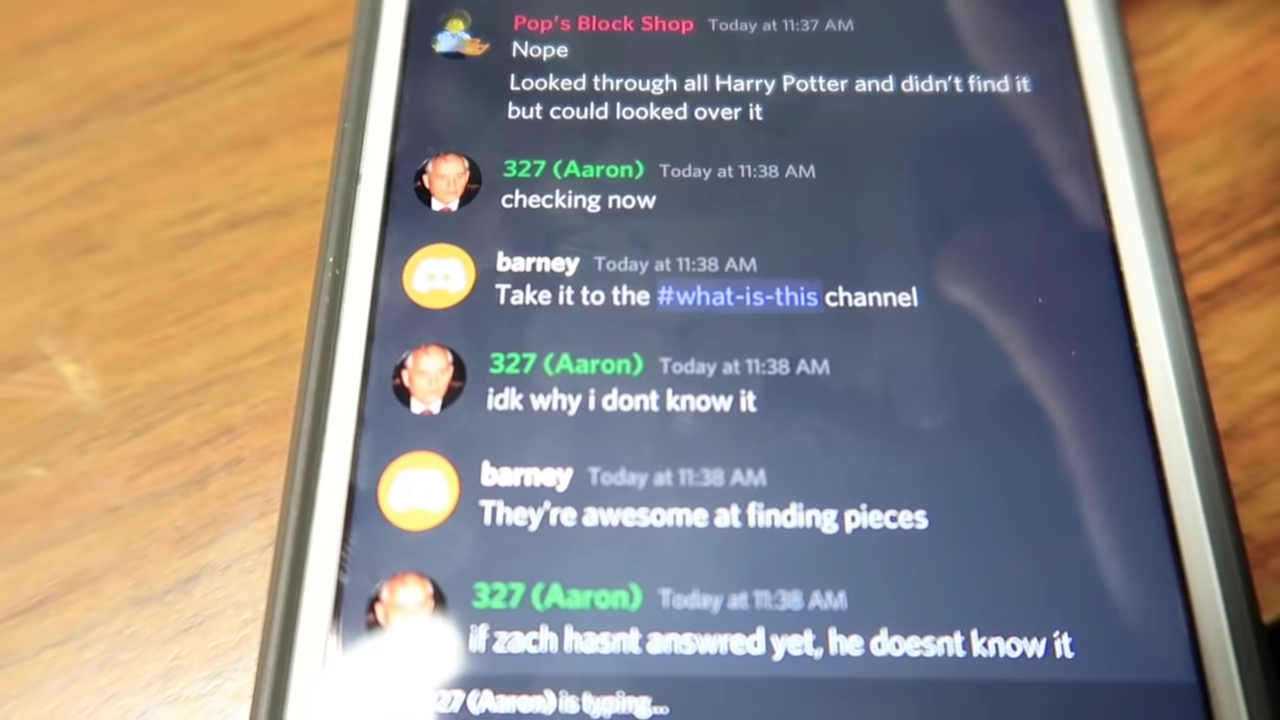 Pop's Block Shop Today at 11:37 AM
Nope
Looked through all Harry Potter and didn't find it
but could looked over it
327 (Aaron) Today at 11:38 AM
checking now
barney Today at 11:38 AM
Take it to the #what-is-this channel
327 (Aaron) Today at 11:38 AM
idk why i dont know it
barney Today at 11:38 AM
They're awesome at finding pieces
327 (Aaron) Today at 11:38 AM
if zach hasnt answred yet, he doesnt know it
27 (Aaron) is typing...